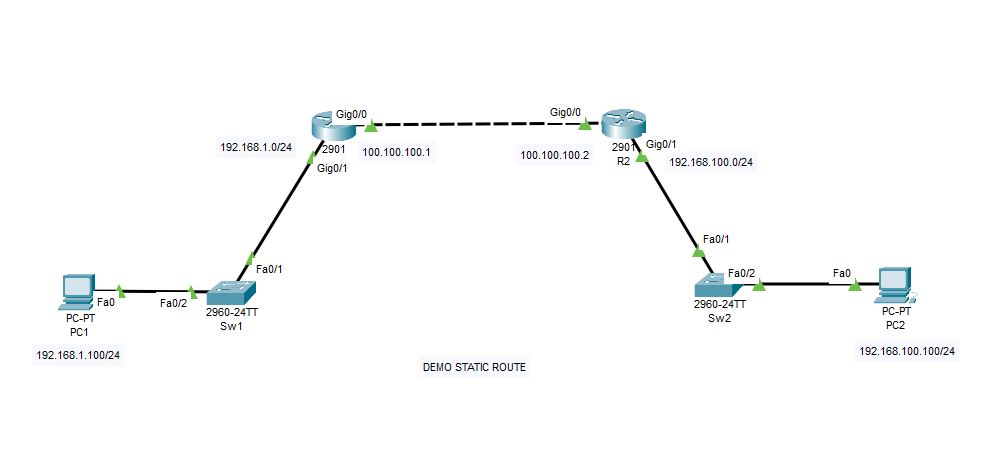 Gig0/0
Gig0/0
192.168.1.0/24
2901
100.100.100.1
100.100.100.2
2901
R2
Gig0/1
192.168.100.0/24
Gig0/1
Fa0/1
Fa0/1
Fa0
Fa0/2
2960-24TT
Sw1
PC-PT
PC1
192.168.1.100/24
Fa0/2
Fa0
2960-24TT
Sw2
PC-PT
PC2
192.168.100.100/24
DEMO STATIC ROUTE